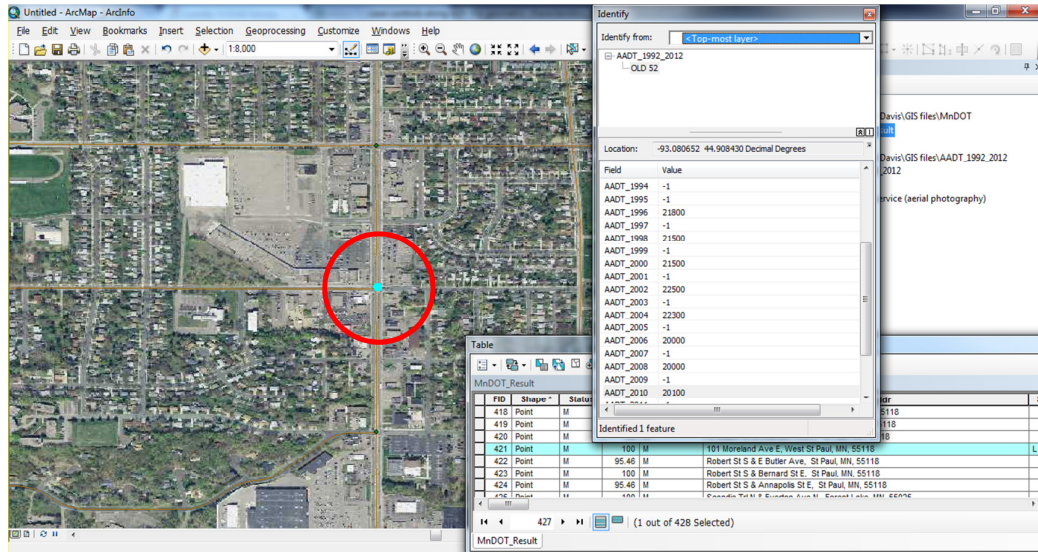 Untitled - ArcMap - ArcInfo
File Edit View Bookmarks Insert Selection Geoprocessing Customize Windows Help
1:8,000
Identify
Identify from: <Top-most layer>
AADT_1992_2012
OLD 52
Location: -93.080652 44.908430 Decimal Degrees
Field Value
AADT_1994 -1
AADT_1995 -1
AADT_1996 21800
AADT_1997 -1
AADT_1998 21500
AADT_1999 -1
AADT_2000 21500
AADT_2001 -1
AADT_2002 22500
AADT_2003 -1
AADT_2004 22300
AADT_2005 -1
AADT_2006 20000
AADT_2007 -1
AADT_2008 20000
AADT_2009 -1
AADT_2010 20100
Identified 1 feature
Davis\GIS files\MnDOT
sult
Davis\GIS files\AADT_1992_2012
_2012
ervice (aerial photography)
Table
MnDOT_Result
FID Shape * Status
418 Point M 55118
419 Point M 5118
420 Point M
421 Point M 100 M 101 Moreland Ave E, West St Paul, MN, 55118 L
422 Point M 95.46 M Robert St S & E Butler Ave, St Paul, MN, 55118
423 Point M 100 M Robert St S & Bernard St E, St Paul, MN, 55118
424 Point M 95.46 M Robert St S & Annapolis St E, St Paul, MN, 55118
427 (1 out of 428 Selected)
MnDOT_Result